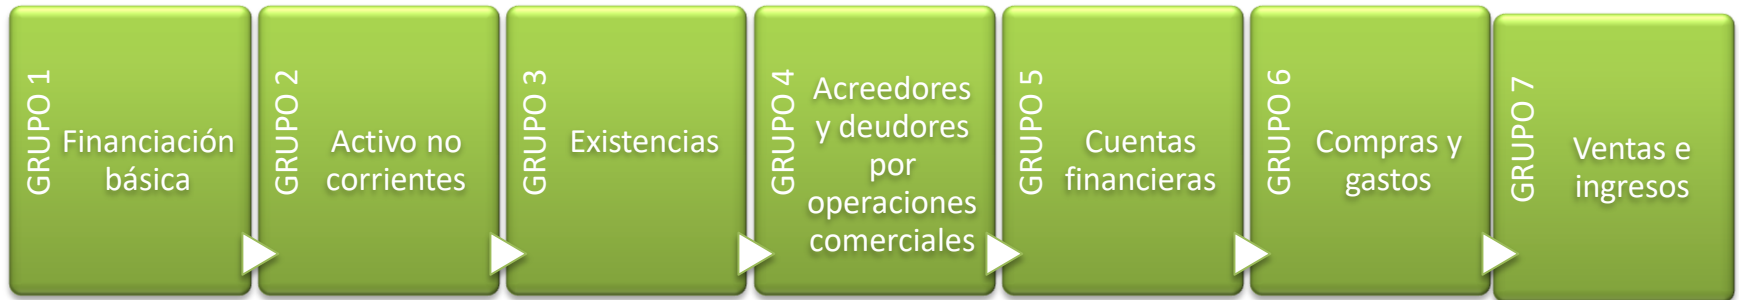 GRUPO 1
Financiación
básica
GRUPO 2
Activo no
corrientes
GRUPO 3
Existencias
GRUPO 4
Acreedores
y deudores
por
operaciones
comerciales
GRUPO 5
Cuentas
financieras
GRUPO 6
Compras y
gastos
GRUPO 7
Ventas e
ingresos